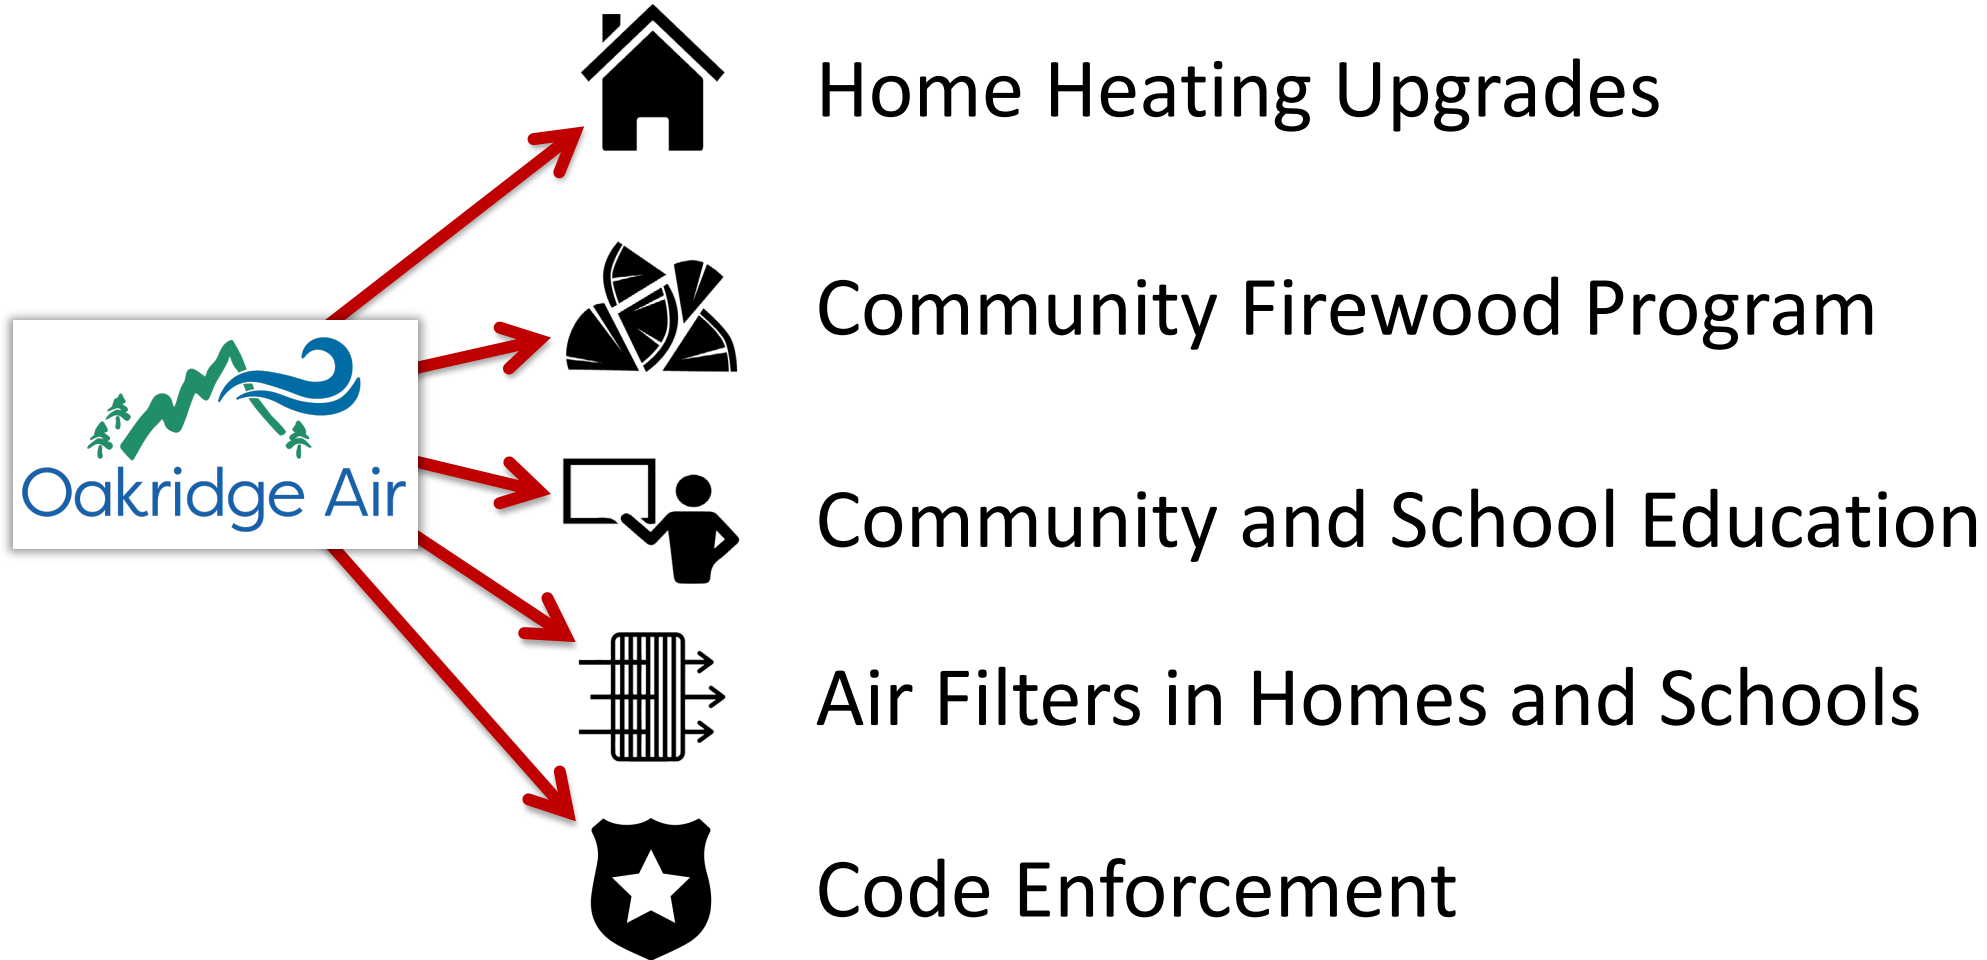 Home Heating Upgrades
Community Firewood Program
Oakridge Air
Community and School Education
Air Filters in Homes and Schools
Code Enforcement